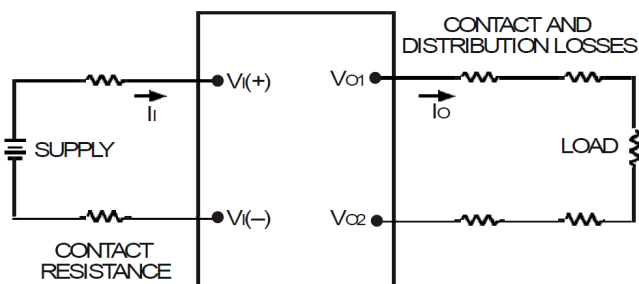 CONTACT AND
DISTRIBUTION LOSSES
VI(+)
VO1
II
IO
SUPPLY
LOAD
VI(–)
VO2
CONTACT
RESISTANCE